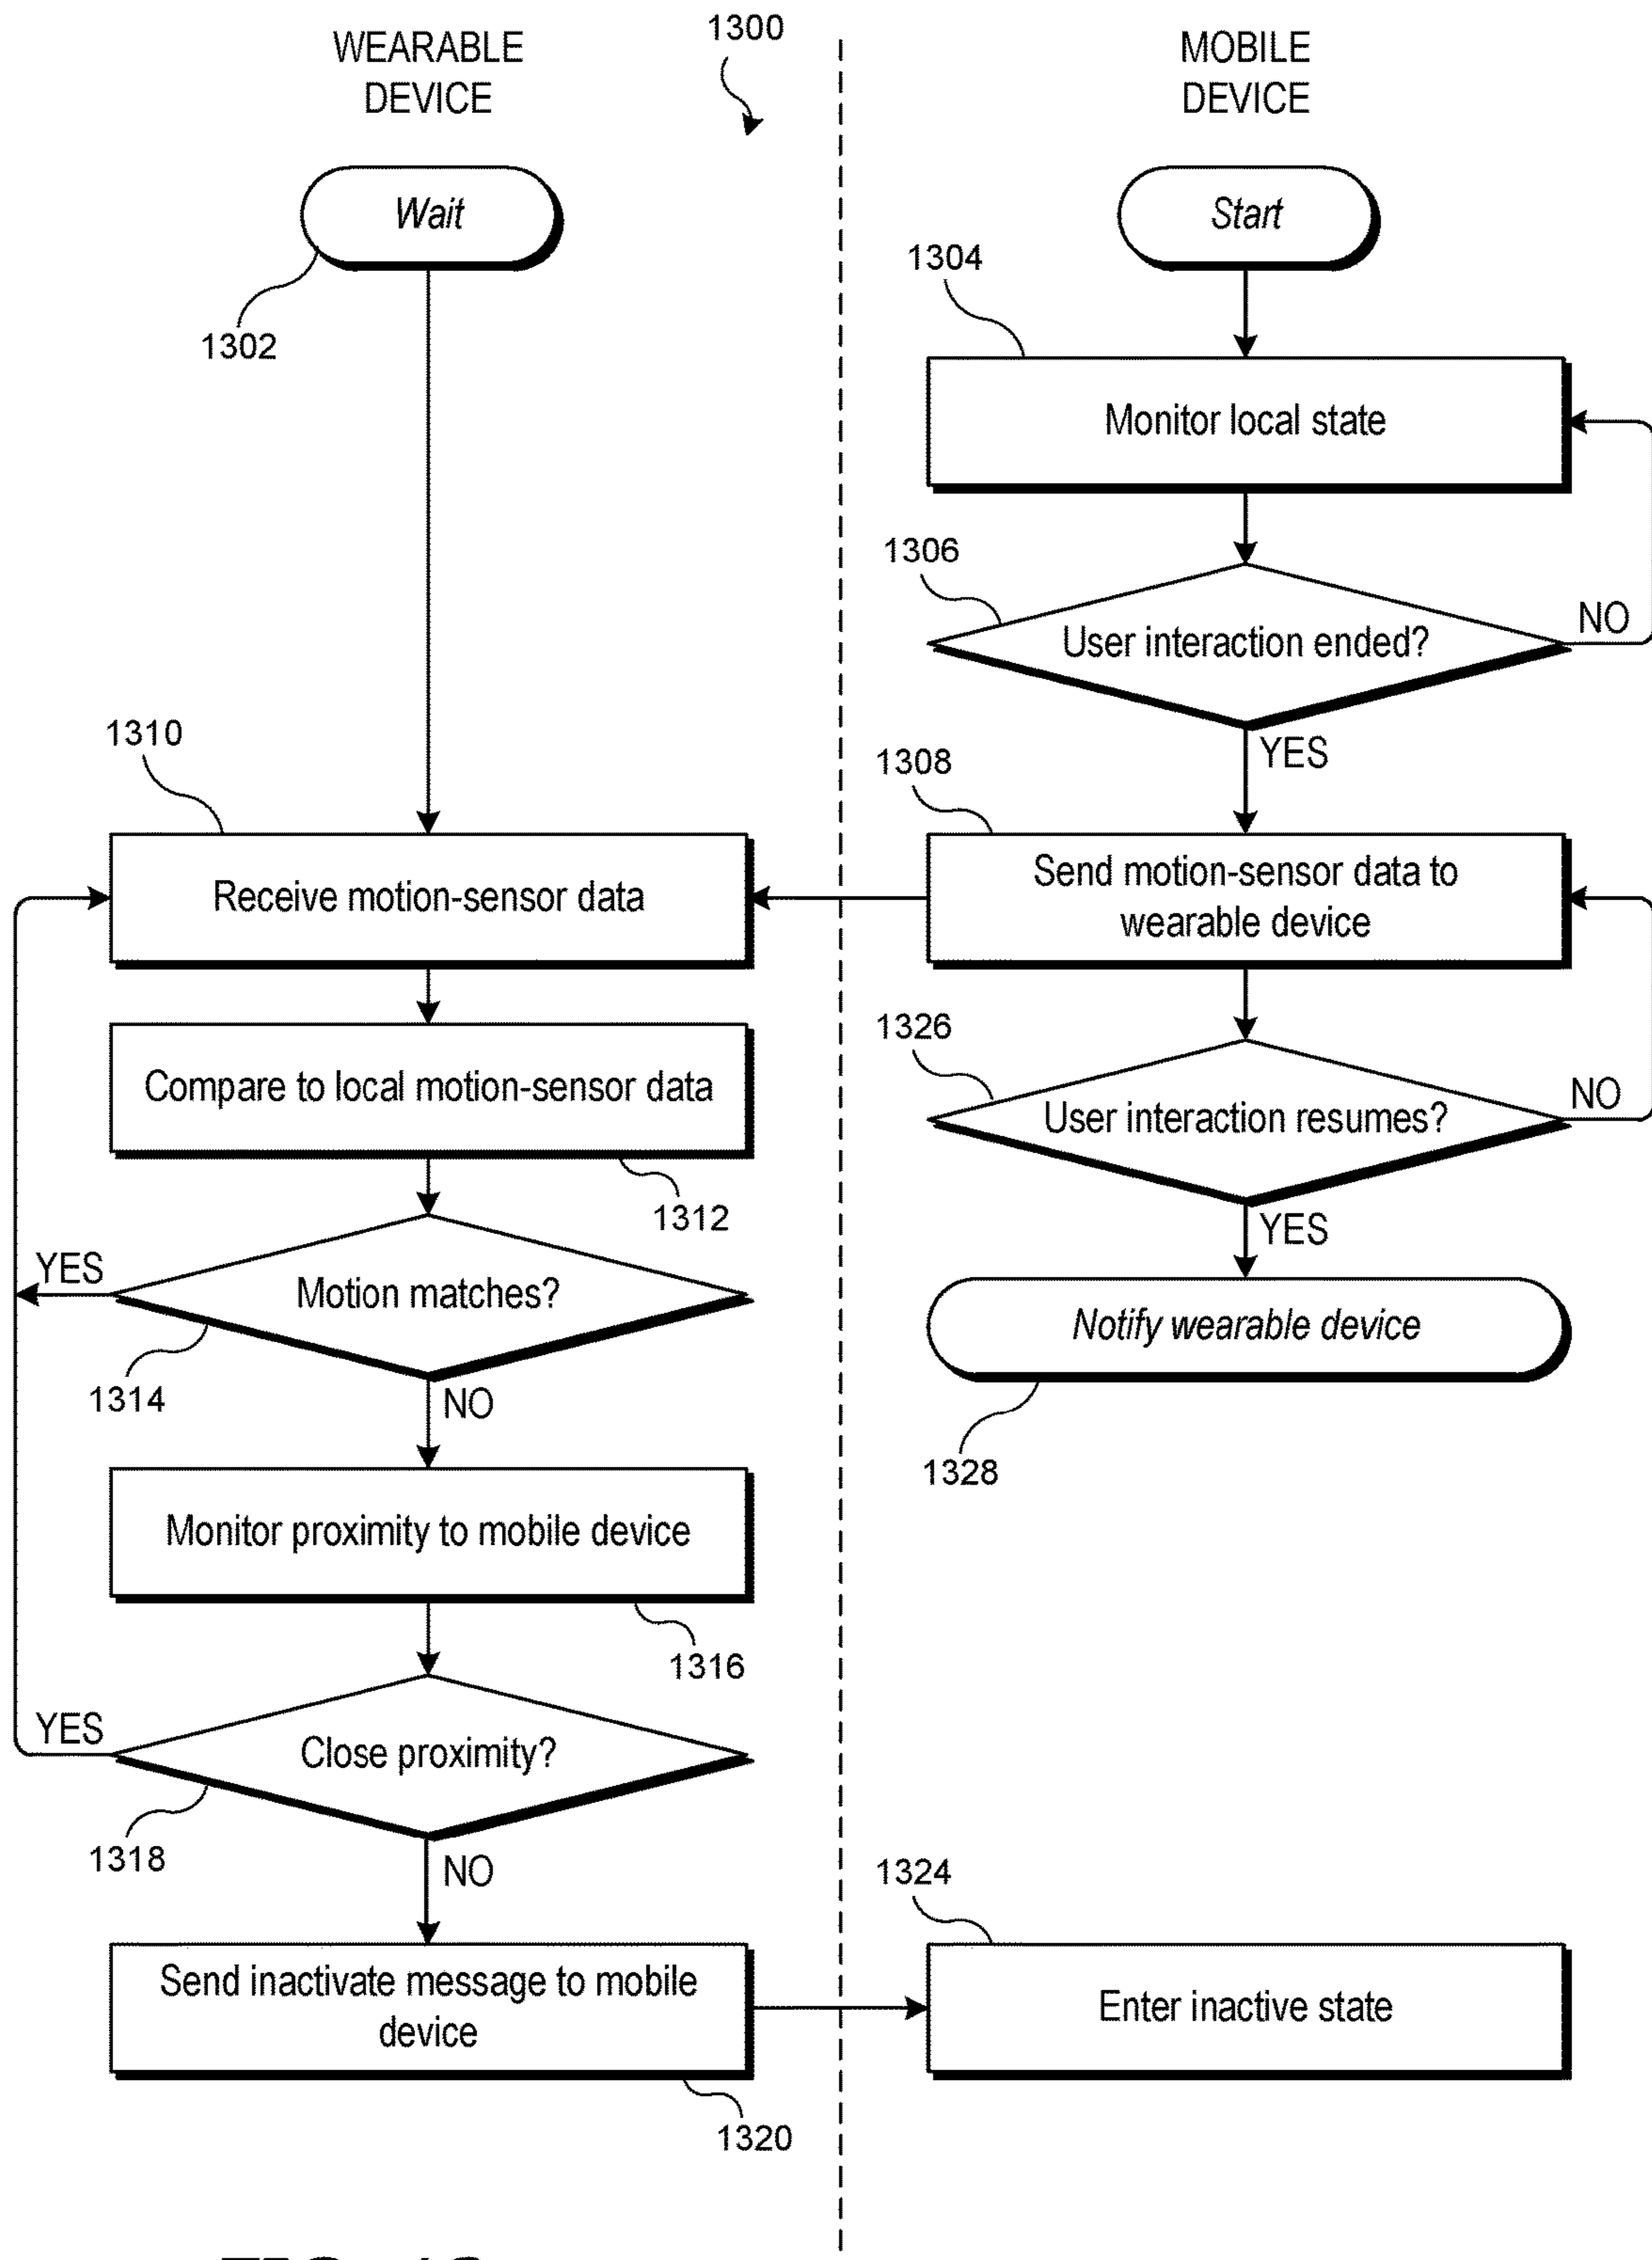 1300
WEARABLE
DEVICE
MOBILE
DEVICE
Wait
Start
1302
1304
Monitor local state
1306
User interaction ended?
NO
YES
1310
1308
Receive motion-sensor data
Send motion-sensor data to
wearable device
1326
Compare to local motion-sensor data
User interaction resumes?
NO
1312
YES
YES
Motion matches?
Notify wearable device
1314
NO
1328
Monitor proximity to mobile device
1316
YES
Close proximity?
1318
NO
1324
Send inactivate message to mobile
device
Enter inactive state
1320